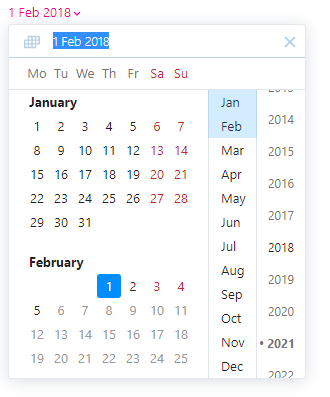 1 Feb 2018
1 Feb 2018
Mo Tu We Th Fr Sa Su
January
1 2 3 4 5 6 7
8 9 10 11 12 13 14
15 16 17 18 19 20 21
22 23 24 25 26 27 28
29 30 31
February
1 2 3 4
5 6 7 8 9 10 11
12 13 14 15 16 17 18
19 20 21 22 23 24 25
Jan
Feb
Mar
Apr
May
Jun
Jul
Aug
Sep
Oct
Nov
Dec
2013
2014
2015
2016
2017
2018
2019
2020
• 2021
2022